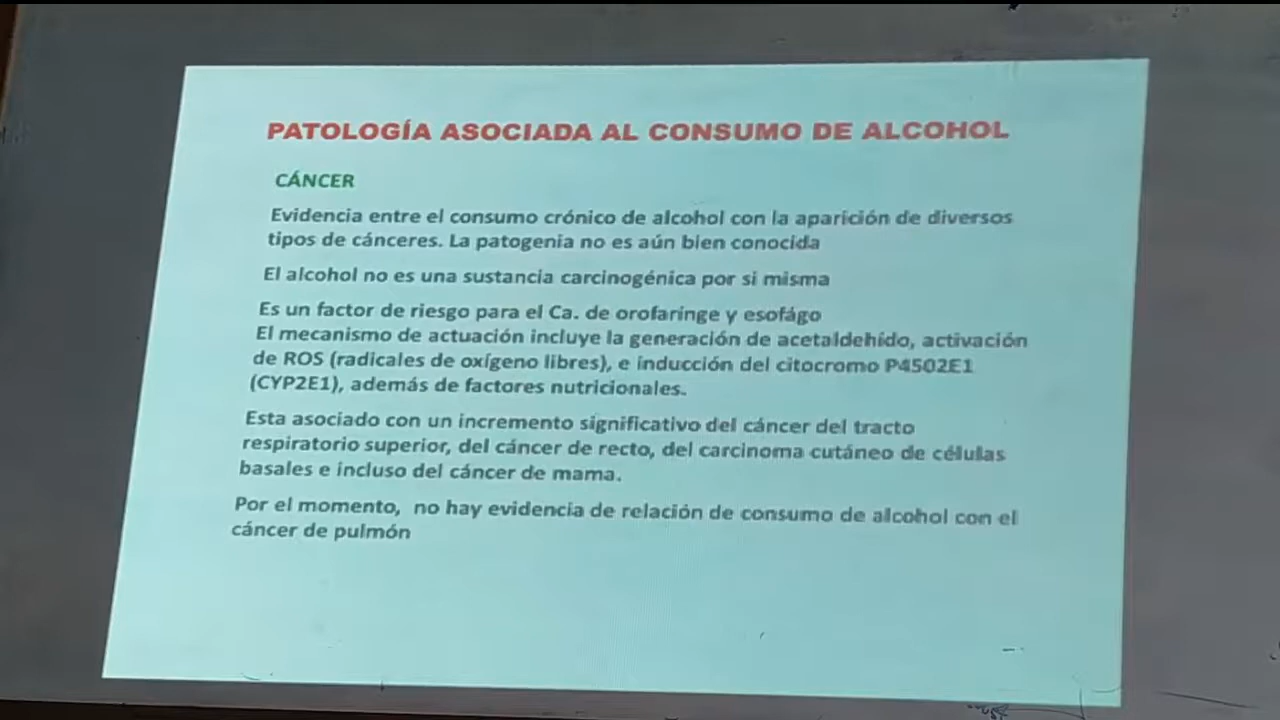 PATOLOGÍA ASOCIADA AL CONSUMO DE ALCOHOL
CÁNCER
Evidencia entre el consumo crónico de alcohol con la aparición de diversos
tipos de cánceres. La patogenia no es aún bien conocida
El alcohol no es una sustancia carcinogénica por si misma
Es un factor de riesgo para el Ca. de orofaringe y esofágo
El mecanismo de actuación incluye la generación de acetaldehído, activación
de ROS (radicales de oxígeno libres), e inducción del citocromo P4502E1
(CYP2E1), además de factores nutricionales.
Esta asociado con un incremento significativo del cáncer del tracto
respiratorio superior, del cáncer de recto, del carcinoma cutáneo de células
basales e incluso del cáncer de mama.
Por el momento, no hay evidencia de relación de consumo de alcohol con el
cáncer de pulmón